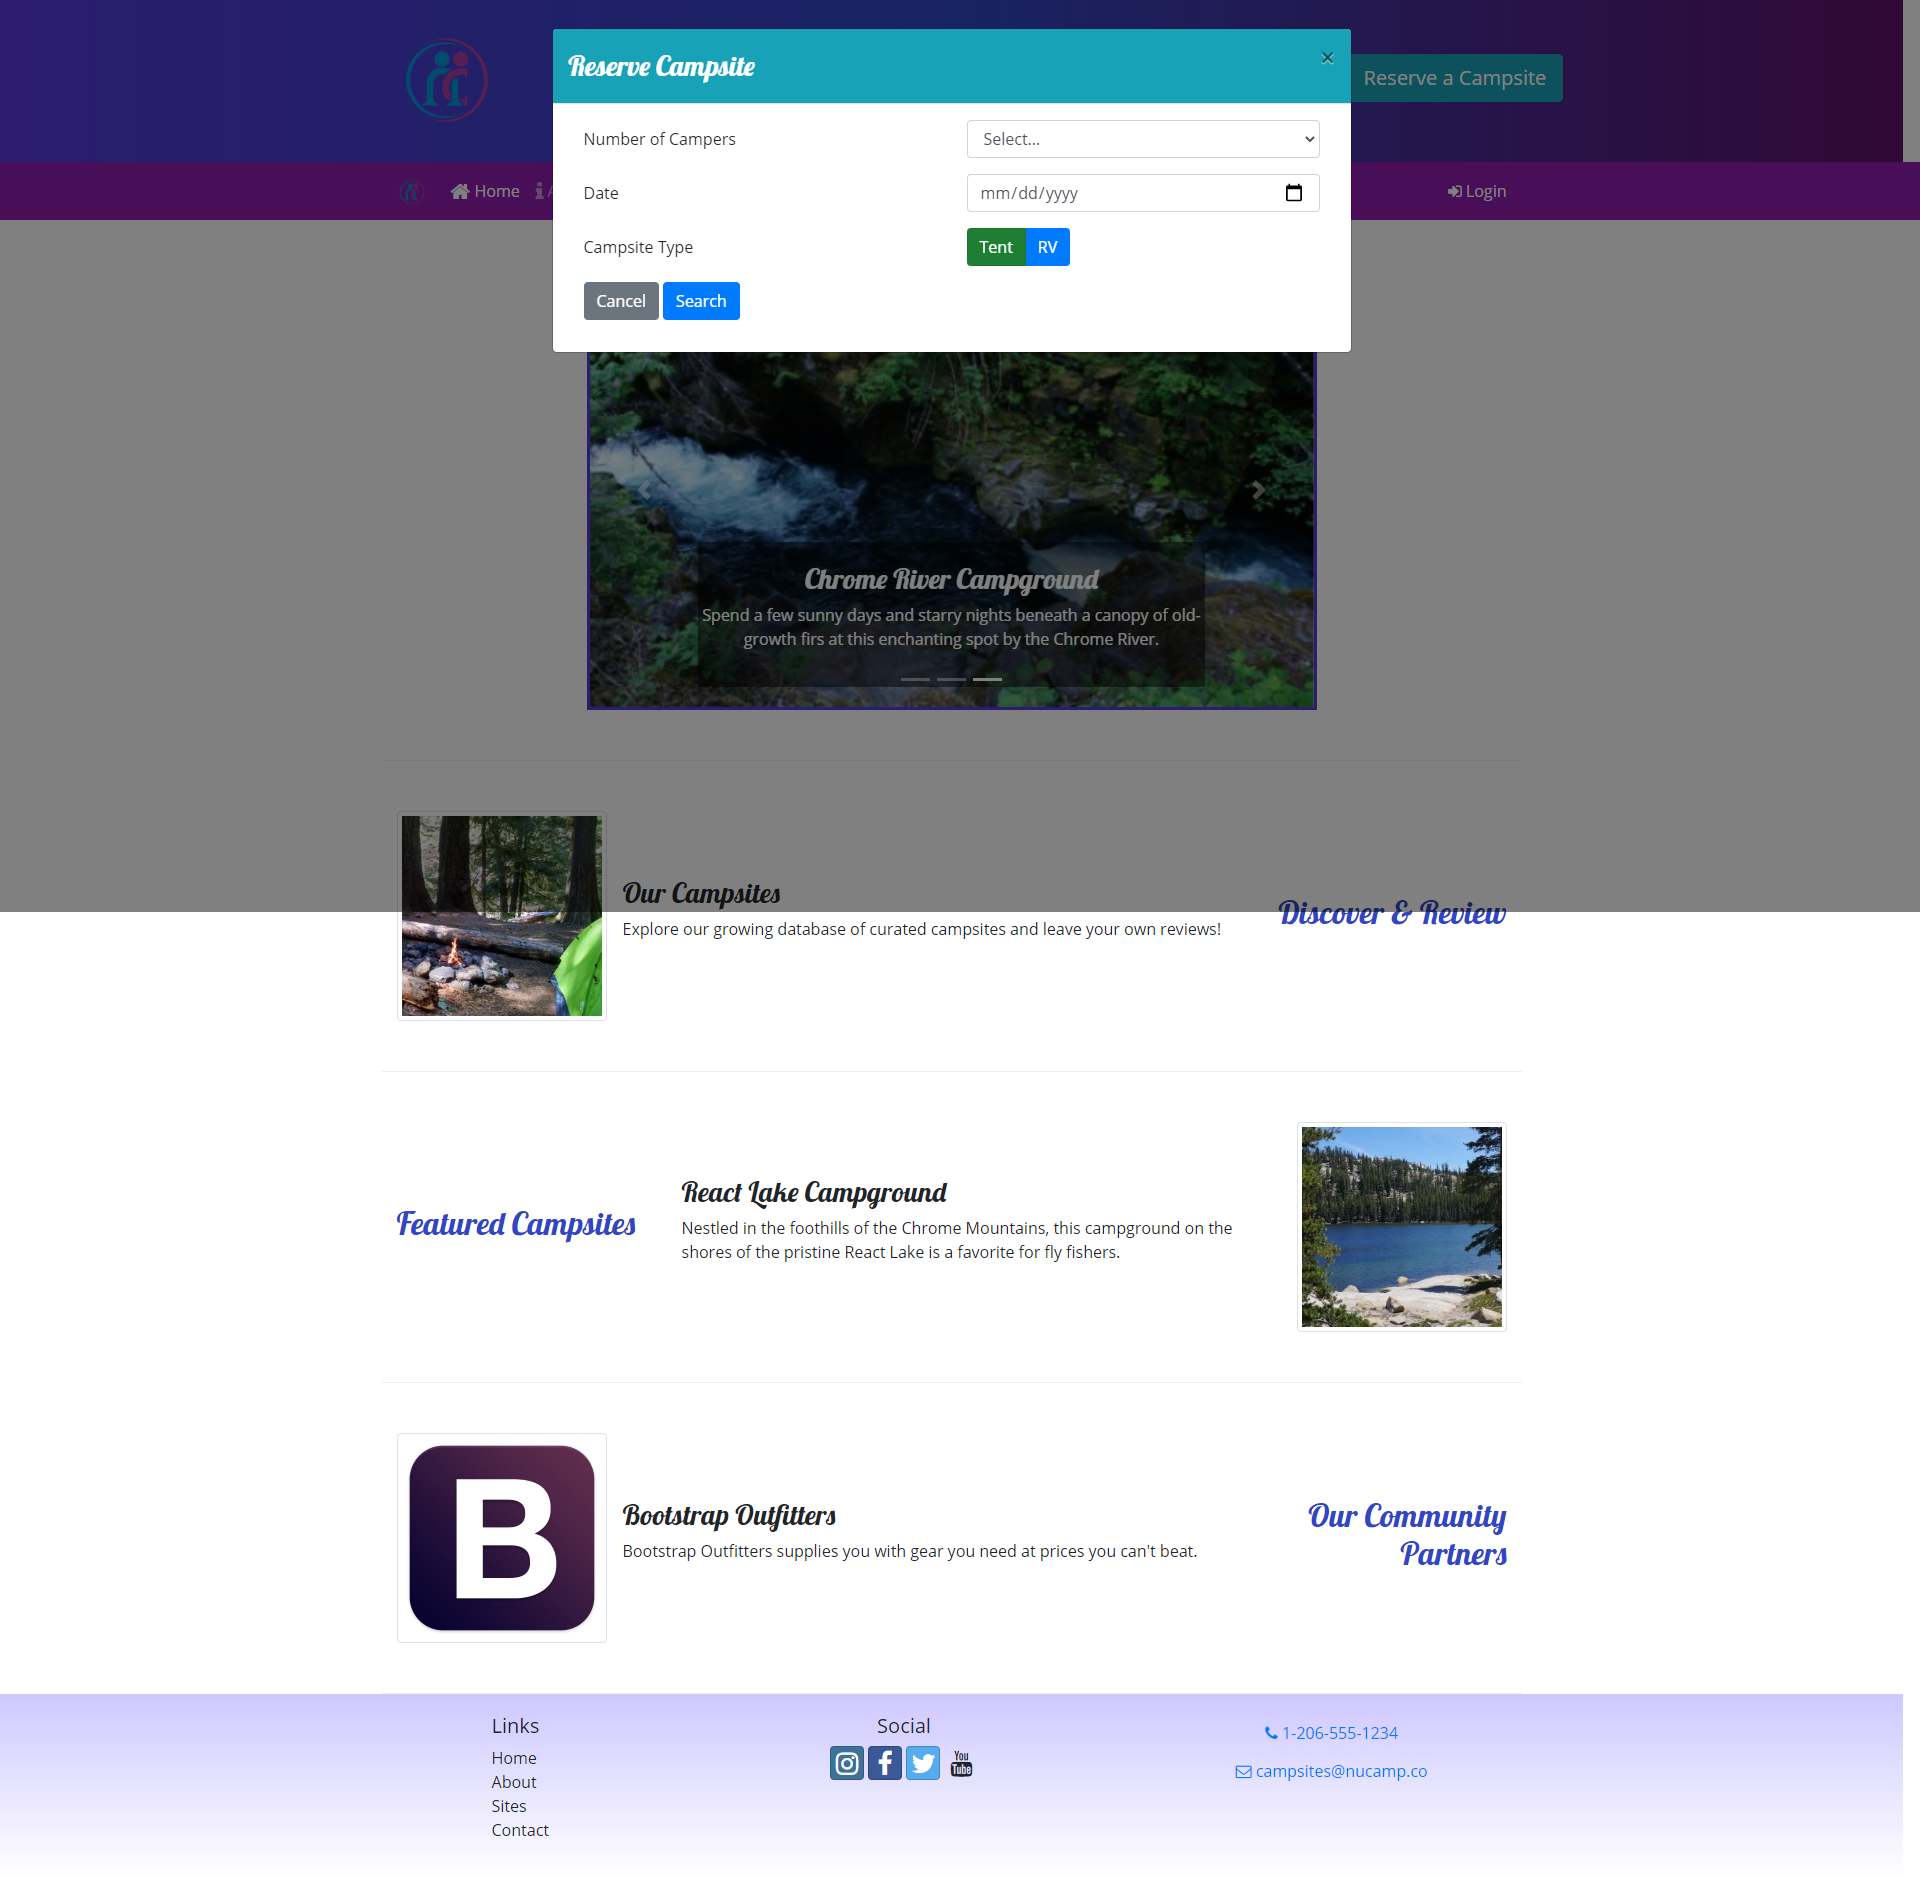 Reserve Campsite
×
Reserve a Campsite
Number of Campers
Select...
Date
mm/dd/yyyy
Campsite Type
Tent
RV
Cancel
Search
Home
Login
Chrome River Campground
Spend a few sunny days and starry nights beneath a canopy of old-
growth firs at this enchanting spot by the Chrome River.
Our Campsites
Explore our growing database of curated campsites and leave your own reviews!
Discover & Review
Featured Campsites
React Lake Campground
Nestled in the foothills of the Chrome Mountains, this campground on the
shores of the pristine React Lake is a favorite for fly fishers.
B
Bootstrap Outfitters
Bootstrap Outfitters supplies you with gear you need at prices you can't beat.
Our Community
Partners
Links
Home
About
Sites
Contact
Social
You
Tube
1-206-555-1234
campsites@nucamp.co